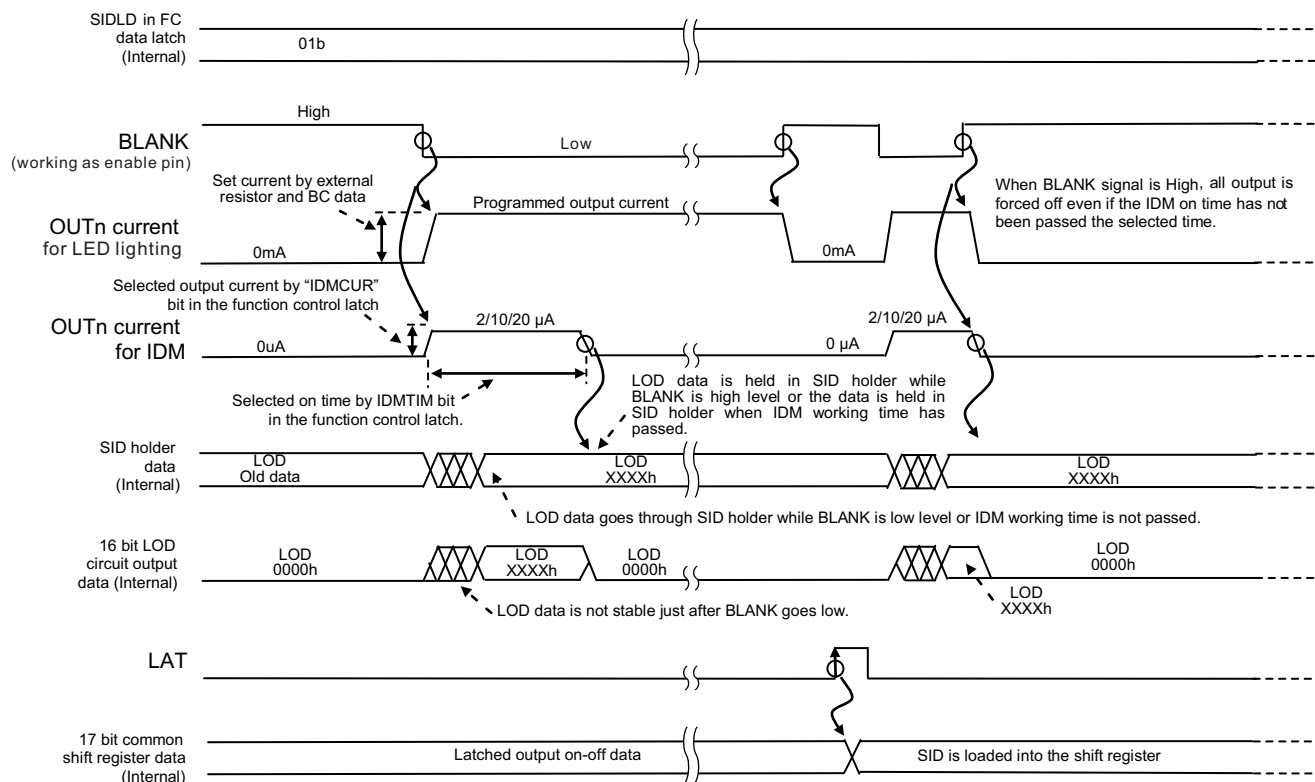 SIDLD in FC
data latch
(Internal)
01b
High
BLANK
(working as enable pin)
Low
Set current by external
resistor and BC data
Programmed output current
When BLANK signal is High, all output is
forced off even if the IDM on time has not
been passed the selected time.
OUTn current
for LED lighting
0mA
0mA
Selected output current by “IDMCUR”
bit in the function control latch
OUTn current
for IDM
2/10/20 µA
2/10/20 µA
0uA
0 µA
Selected on time by IDMTIM bit
in the function control latch.
LOD data is held in SID holder while
BLANK is high level or the data is held in
SID holder when IDM working time has
passed.
SID holder
data
(Internal)
LOD
Old data
LOD
XXXXh
LOD
XXXXh
LOD data goes through SID holder while BLANK is low level or IDM working time is not passed.
16 bit LOD
circuit output
data (Internal)
LOD
0000h
LOD
XXXXh
LOD
0000h
LOD
0000h
LOD
XXXXh
LOD data is not stable just after BLANK goes low.
LAT
17 bit common
shift register data
(Internal)
Latched output on-off data
SID is loaded into the shift register